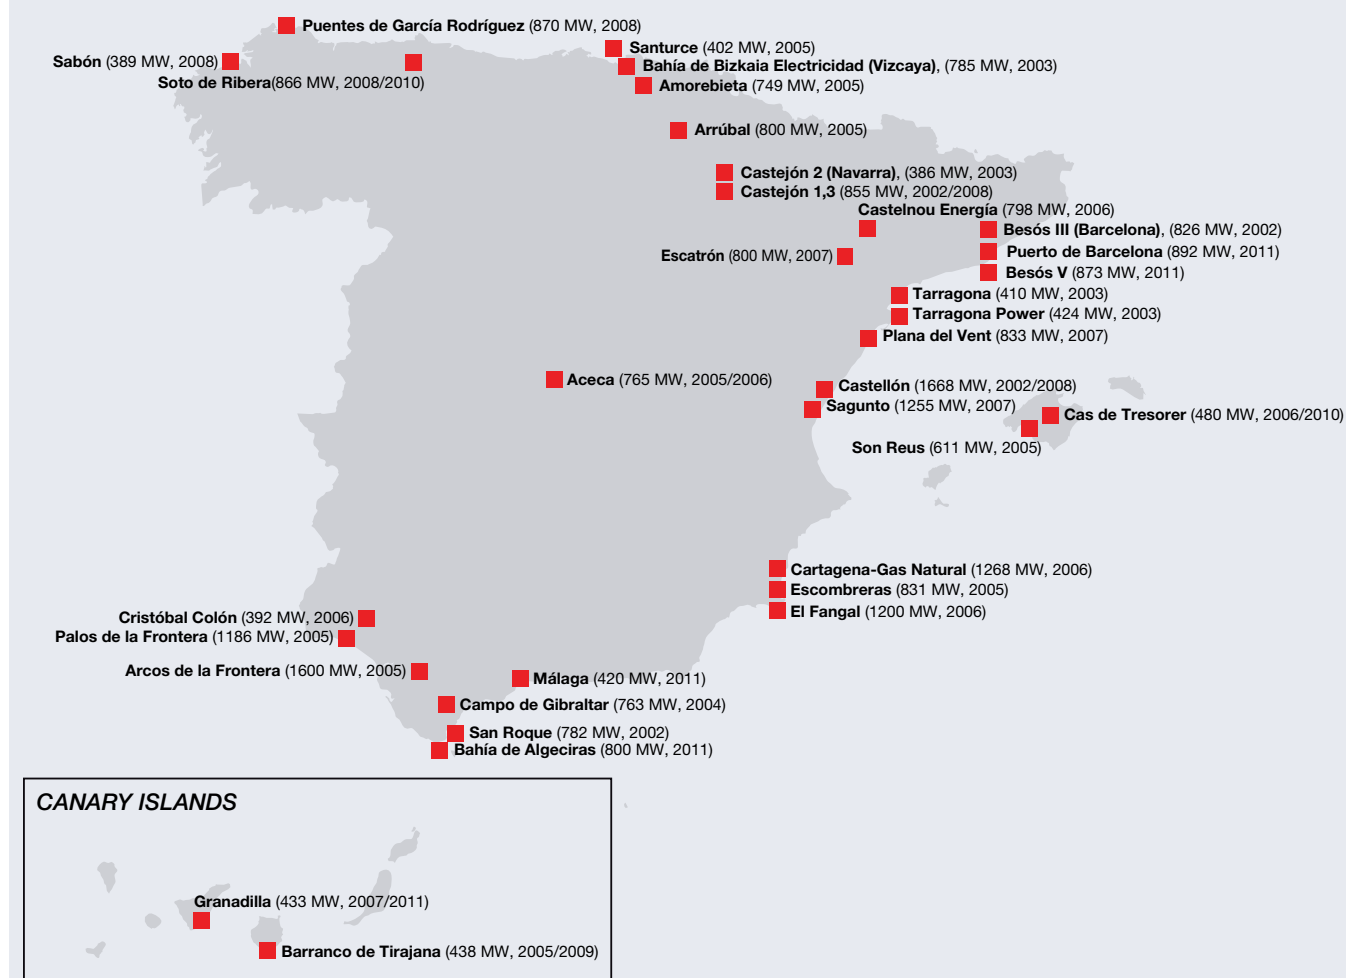 Puentes de García Rodríguez (870 MW, 2008)
Santurce (402 MW, 2005)
Sabón (389 MW, 2008)
Bahía de Bizkaia Electricidad (Vizcaya), (785 MW, 2003)
Soto de Ribera(866 MW, 2008/2010)
Amorebieta (749 MW, 2005)
Arrúbal (800 MW, 2005)
Castejón 2 (Navarra), (386 MW, 2003)
Castejón 1,3 (855 MW, 2002/2008)
Castelnou Energía (798 MW, 2006)
Besós III (Barcelona), (826 MW, 2002)
Escatrón (800 MW, 2007)
Puerto de Barcelona (892 MW, 2011)
Besós V (873 MW, 2011)
Tarragona (410 MW, 2003)
Tarragona Power (424 MW, 2003)
Plana del Vent (833 MW, 2007)
Aceca (765 MW, 2005/2006)
Castellón (1668 MW, 2002/2008)
Sagunto (1255 MW, 2007)
Cas de Tresorer (480 MW, 2006/2010)
Son Reus (611 MW, 2005)
Cartagena-Gas Natural (1268 MW, 2006)
Escombreras (831 MW, 2005)
El Fangal (1200 MW, 2006)
Cristóbal Colón (392 MW, 2006)
Palos de la Frontera (1186 MW, 2005)
Arcos de la Frontera (1600 MW, 2005)
Málaga (420 MW, 2011)
Campo de Gibraltar (763 MW, 2004)
San Roque (782 MW, 2002)
Bahía de Algeciras (800 MW, 2011)
CANARY ISLANDS
Granadilla (433 MW, 2007/2011)
Barranco de Tirajana (438 MW, 2005/2009)